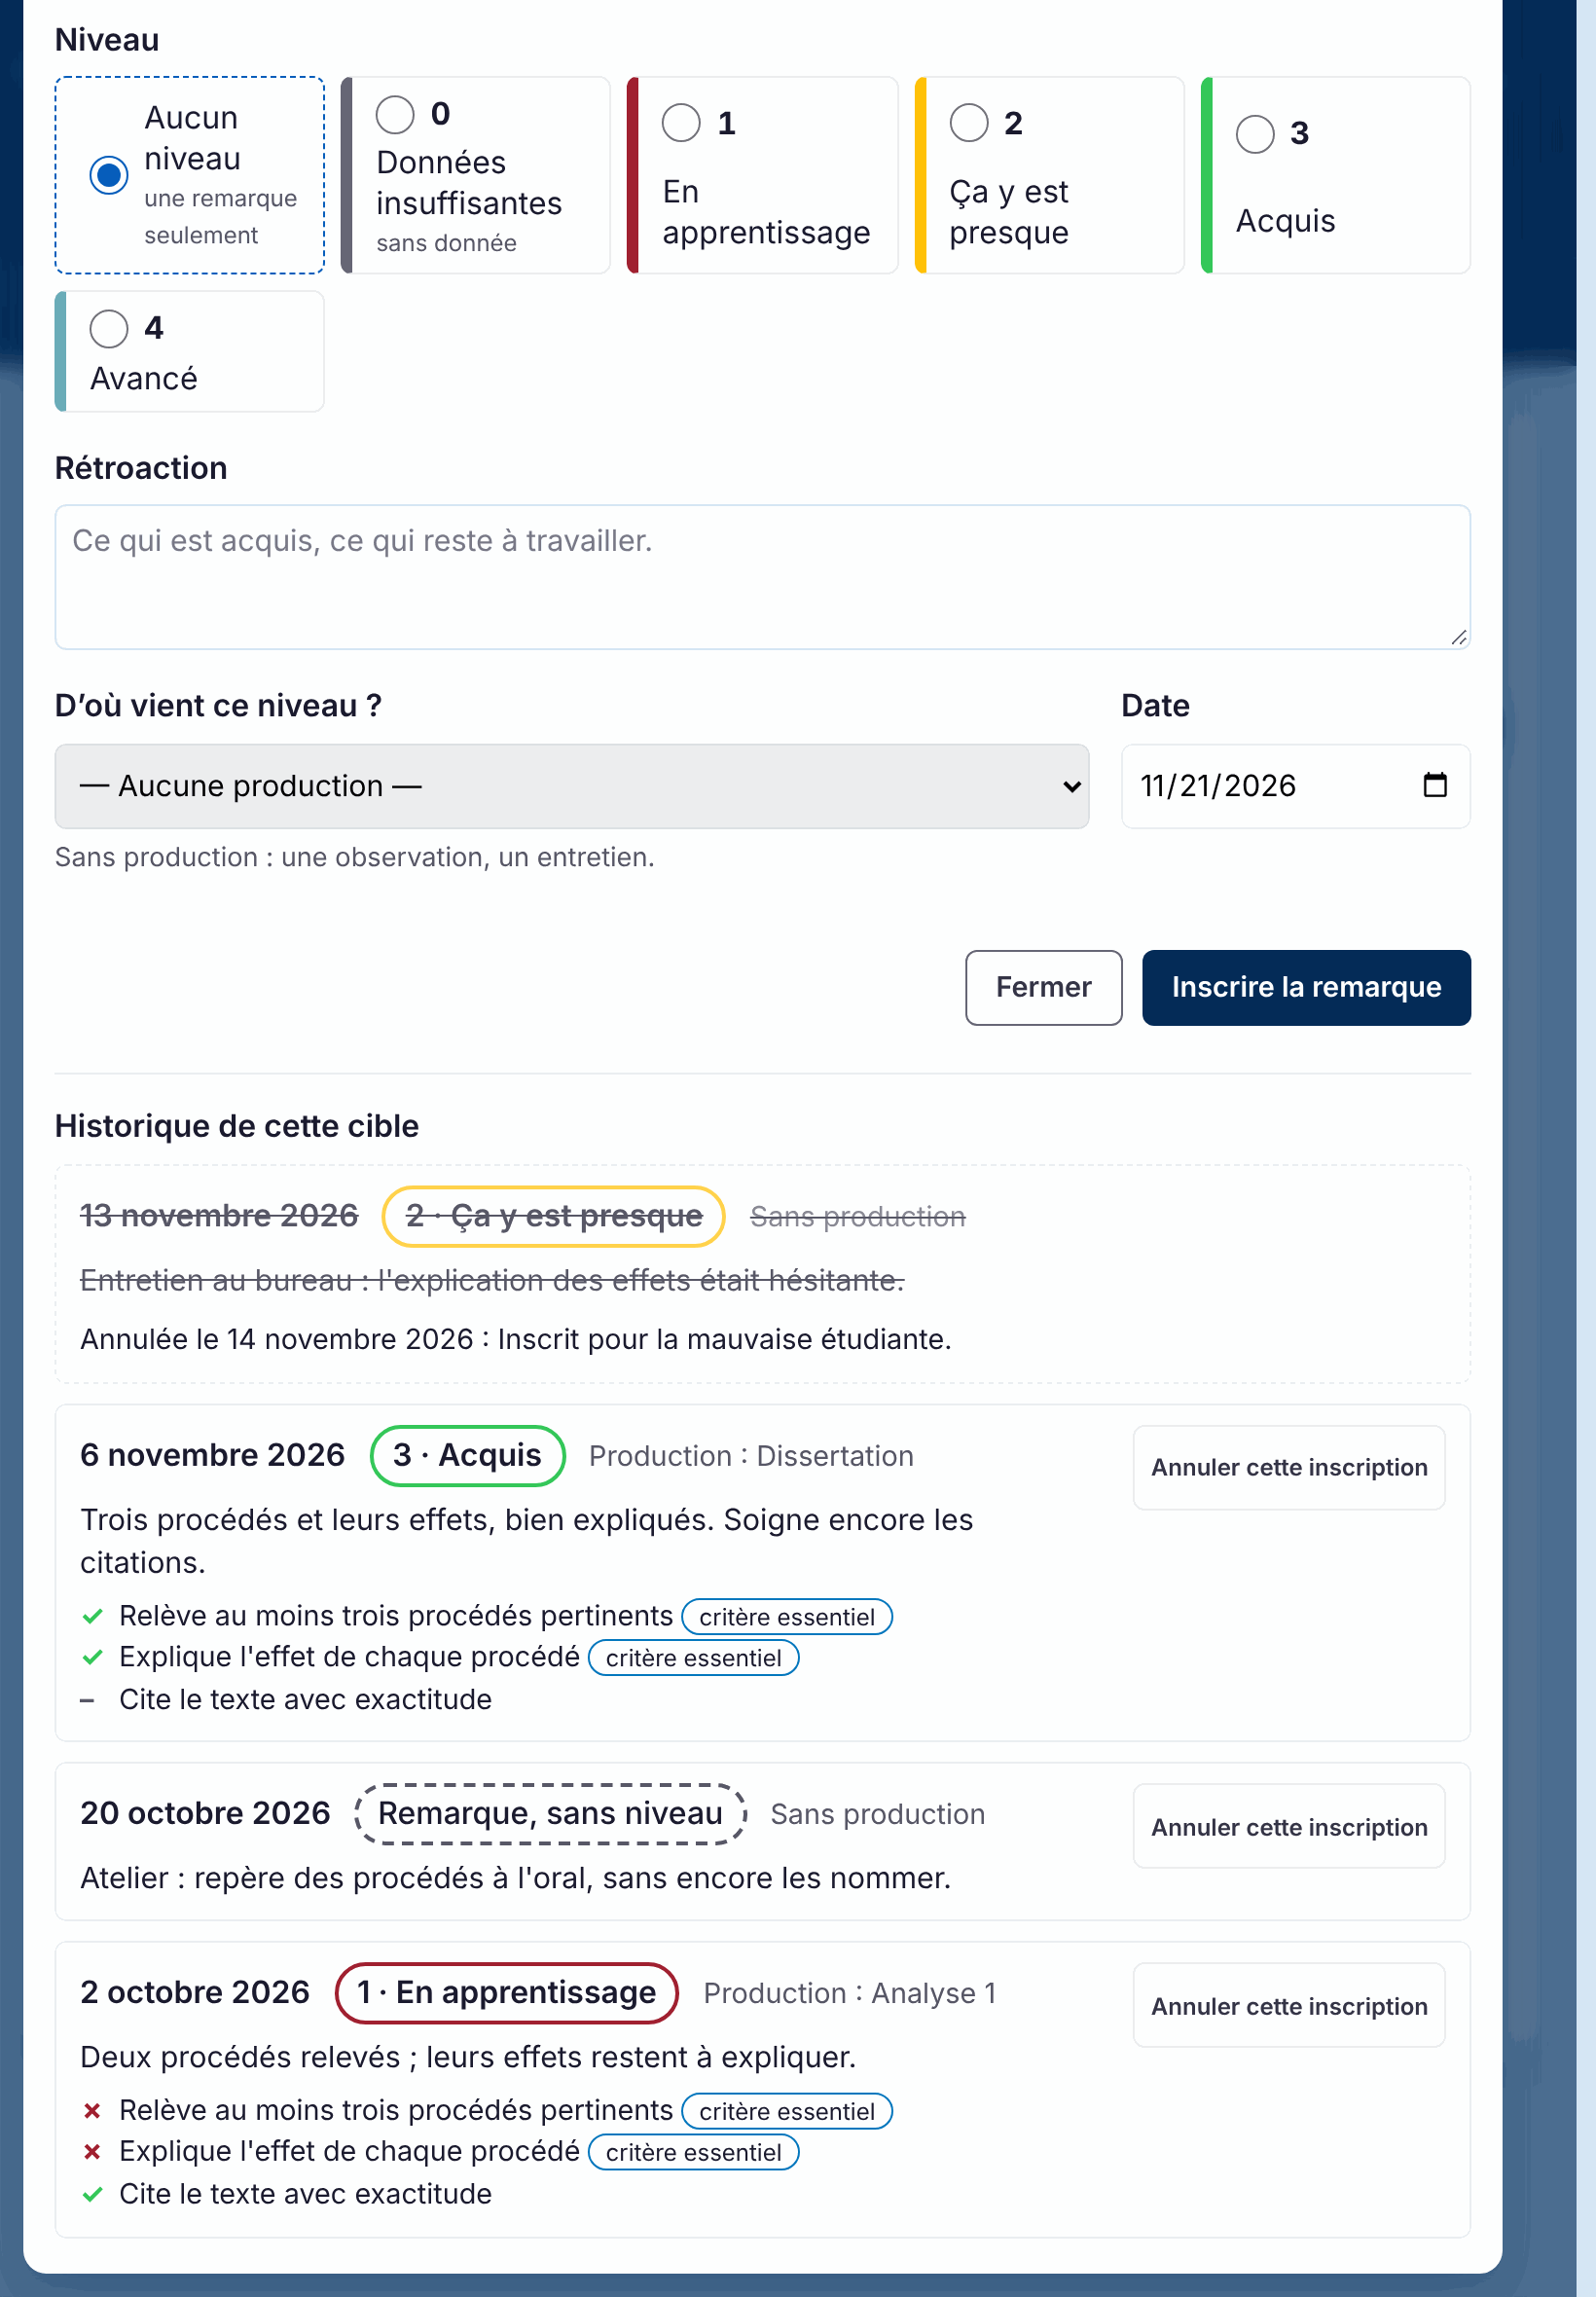 Niveau
Aucun niveau
une remarque seulement
0
Données insuffisantes
sans donnée
1
En apprentissage
2
Ça y est presque
3
Acquis
4
Avancé
Rétroaction
Ce qui est acquis, ce qui reste à travailler.
D’où vient ce niveau ?
— Aucune production —
Sans production : une observation, un entretien.
Date
11/21/2026
Fermer
Inscrire la remarque
Historique de cette cible
13 novembre 2026 2 · Ça y est presque Sans production
Entretien au bureau : l'explication des effets était hésitante.
Annulée le 14 novembre 2026 : Inscrit pour la mauvaise étudiante.
6 novembre 2026 3 · Acquis Production : Dissertation
Annuler cette inscription
Trois procédés et leurs effets, bien expliqués. Soigne encore les
citations.
✓ Relève au moins trois procédés pertinents critère essentiel
✓ Explique l'effet de chaque procédé critère essentiel
– Cite le texte avec exactitude
20 octobre 2026 Remarque, sans niveau Sans production
Annuler cette inscription
Atelier : repère des procédés à l'oral, sans encore les nommer.
2 octobre 2026 1 · En apprentissage Production : Analyse 1
Annuler cette inscription
Deux procédés relevés ; leurs effets restent à expliquer.
× Relève au moins trois procédés pertinents critère essentiel
× Explique l'effet de chaque procédé critère essentiel
✓ Cite le texte avec exactitude